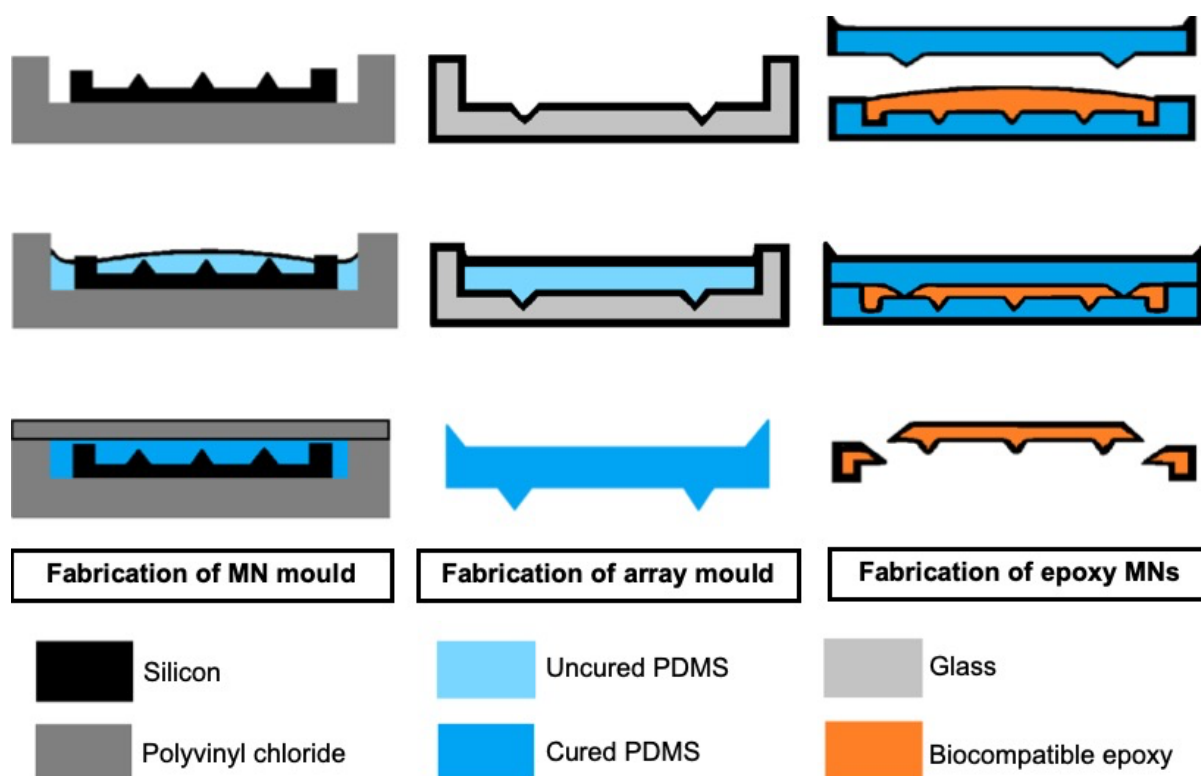 Fabrication of MN mould
Fabrication of array mould
Fabrication of epoxy MNs
Silicon
Uncured PDMS
Glass
Polyvinyl chloride
Cured PDMS
Biocompatible epoxy